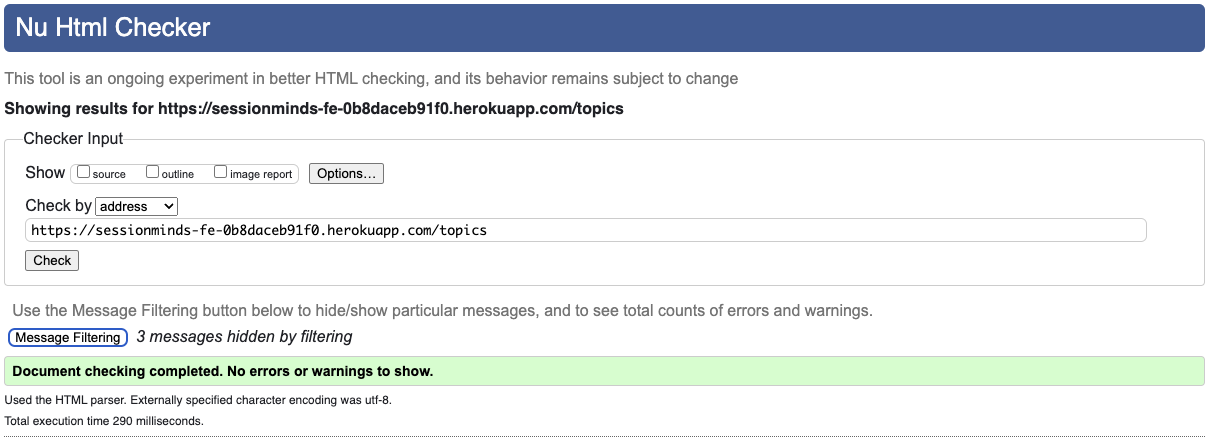 Nu Html Checker
This tool is an ongoing experiment in better HTML checking, and its behavior remains subject to change
Showing results for https://sessionminds-fe-0b8daceb91f0.herokuapp.com/topics
Checker Input
Show source outline image report Options...
Check by address
https://sessionminds-fe-0b8daceb91f0.herokuapp.com/topics
Check
Use the Message Filtering button below to hide/show particular messages, and to see total counts of errors and warnings.
Message Filtering 3 messages hidden by filtering
Document checking completed. No errors or warnings to show.
Used the HTML parser. Externally specified character encoding was utf-8.
Total execution time 290 milliseconds.